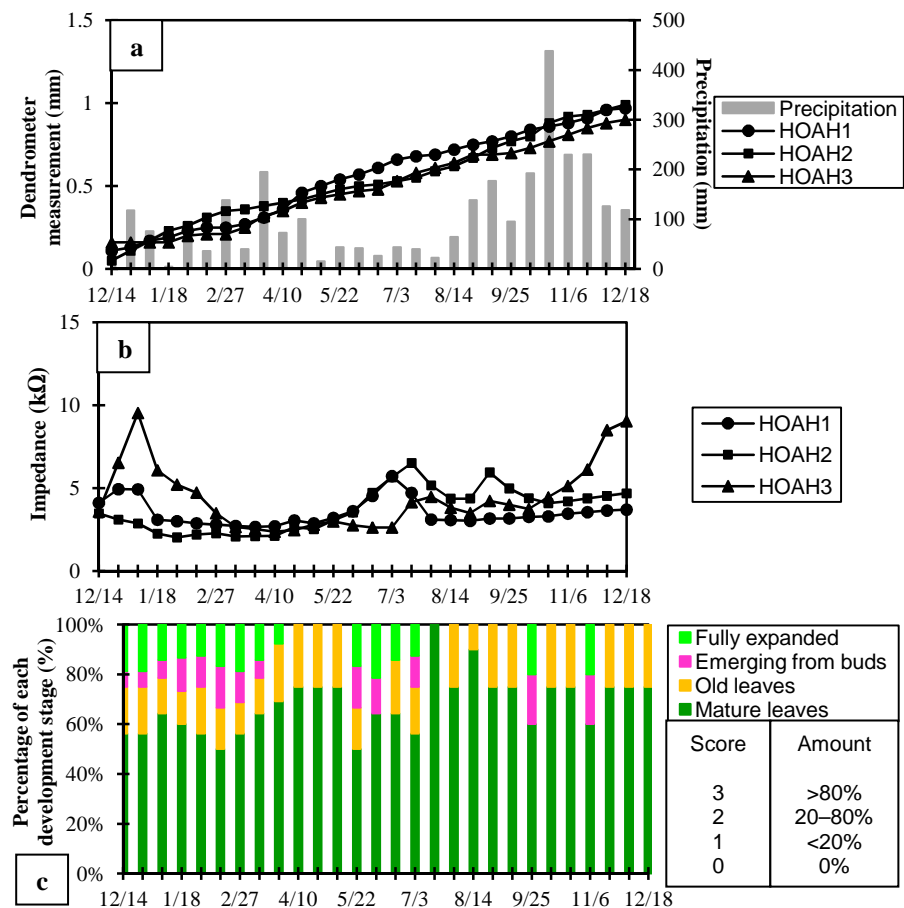 a
Dendrometer
measurement (mm)
1.5
1
0.5
0
500
400
300
200
100
0
Precipitation (mm)
12/14 1/18 2/27 4/10 5/22 7/3 8/14 9/25 11/6 12/18
Precipitation
HOAH1
HOAH2
HOAH3
b
Impedance (kΩ)
15
10
5
0
12/14 1/18 2/27 4/10 5/22 7/3 8/14 9/25 11/6 12/18
HOAH1
HOAH2
HOAH3
c
Percentage of each
development stage (%)
100%
80%
60%
40%
20%
0%
12/14 1/18 2/27 4/10 5/22 7/3 8/14 9/25 11/6 12/18
Fully expanded
Emerging from buds
Old leaves
Mature leaves
Score Amount
3 >80%
2 20–80%
1 <20%
0 0%